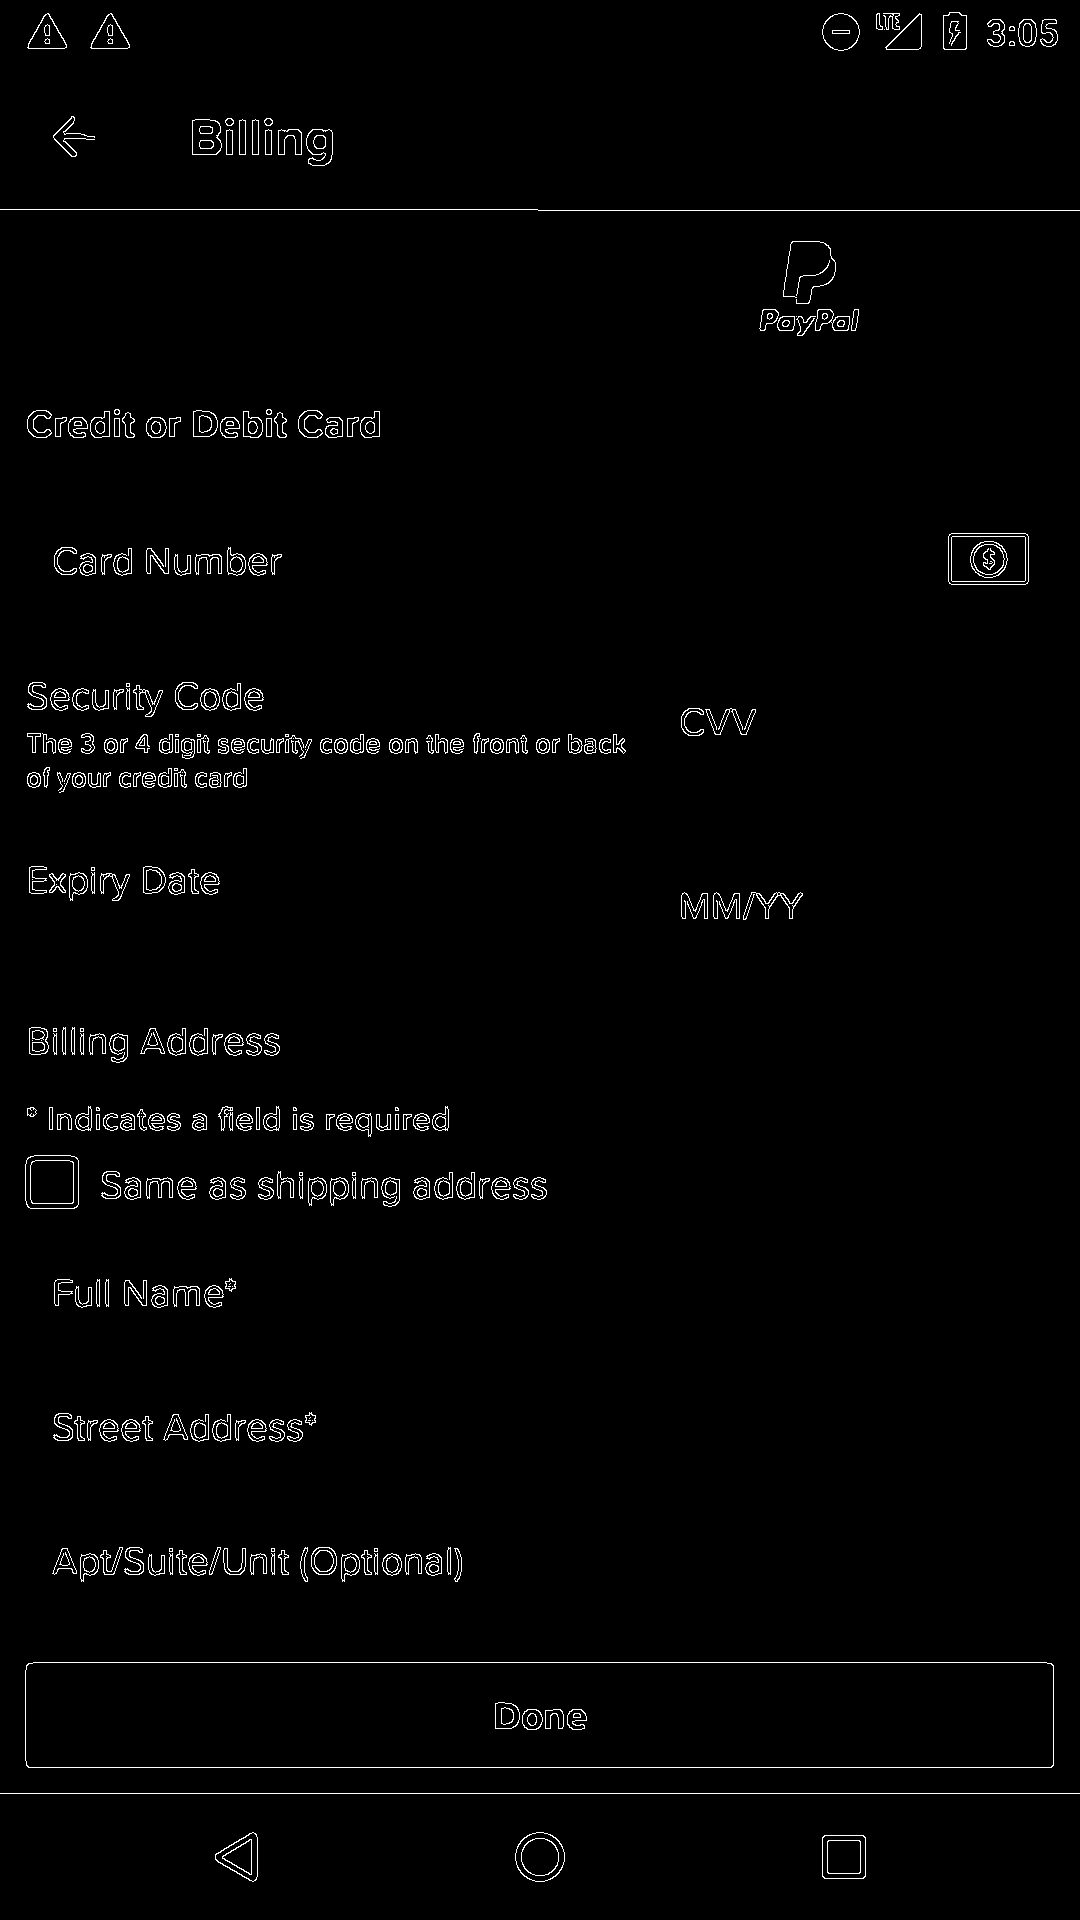 LTE 3:05
Billing
PayPal
Credit or Debit Card
Card Number
$
Security Code
The 3 or 4 digit security code on the front or back
of your credit card
CVV
Expiry Date
MM/YY
Billing Address
* Indicates a field is required
Same as shipping address
Full Name*
Street Address*
Apt/Suite/Unit (Optional)
Done